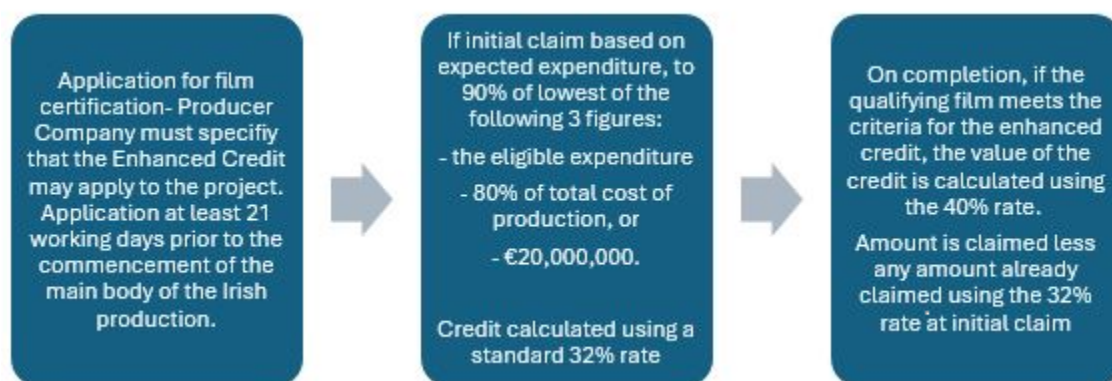 Application for film
certification- Producer
Company must specifiy
that the Enhanced Credit
may apply to the project.
Application at least 21
working days prior to the
commencement of the
main body of the Irish
production.
If initial claim based on
expected expenditure, to
90% of lowest of the
following 3 figures:
- the eligible expenditure
- 80% of total cost of
production, or
- €20,000,000.
Credit calculated using a
standard 32% rate
On completion, if the
qualifying film meets the
criteria for the enhanced
credit, the value of the
credit is calculated using
the 40% rate.
Amount is claimed less
any amount already
claimed using the 32%
rate at initial claim